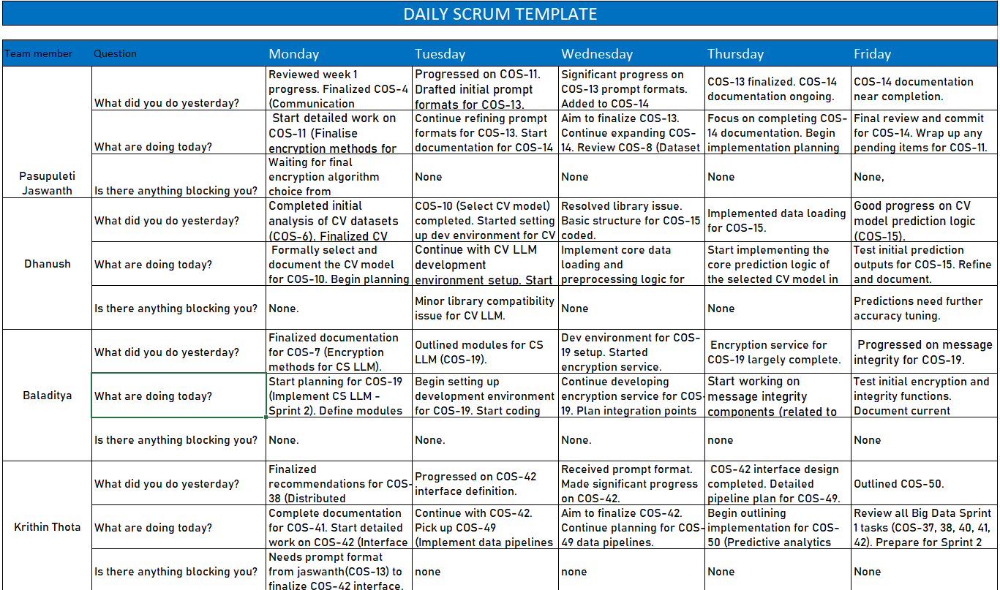 DAILY SCRUM TEMPLATE
Team member
Question
Monday
Tuesday
Wednesday
Thursday
Friday
Pasupuleti
Jaswanth
What did you do yesterday?
Reviewed week 1
progress. Finalized COS-4
(Communication
Progressed on COS-11.
Drafted initial prompt
formats for COS-13.
Significant progress on
COS-13 prompt formats.
Added to COS-14
COS-13 finalized. COS-14
documentation ongoing.
COS-14 documentation
near completion.
What are doing today?
Start detailed work on
COS-11 (Finalise
encryption methods for
Continue refining prompt
formats for COS-13. Start
documentation for COS-14
Aim to finalize COS-13.
Continue expanding COS-
14. Review COS-8 (Dataset
Focus on completing COS-
14 documentation. Begin
implementation planning
Final review and commit
for COS-14. Wrap up any
pending items for COS-11.
Is there anything blocking you?
Waiting for final
encryption algorithm
choice from
None
None
None
None,
Dhanush
What did you do yesterday?
Completed initial
analysis of CV datasets
(COS-6). Finalized CV
COS-10 (Select CV model)
completed. Started setting
up dev environment for CV
Resolved library issue.
Basic structure for COS-15
coded.
Implemented data loading
for COS-15.
Good progress on CV
model prediction logic
(COS-15).
What are doing today?
Formally select and
document the CV model
for COS-10. Begin planning
Continue with CV LLM
development
environment setup. Start
Implement core data
loading and
preprocessing logic for
Start implementing the
core prediction logic of
the selected CV model in
Test initial prediction
outputs for COS-15. Refine
and document.
Is there anything blocking you?
None.
Minor library compatibility
issue for CV LLM.
None
None
Predictions need further
accuracy tuning.
Baladitya
What did you do yesterday?
Finalized documentation
for COS-7 (Encryption
methods for CS LLM).
Outlined modules for CS
LLM (COS-19).
Dev environment for COS-
19 setup. Started
encryption service.
Encryption service for
COS-19 largely complete.
Progressed on message
integrity for COS-19.
What are doing today?
Start planning for COS-19
(Implement CS LLM -
Sprint 2). Define modules
Begin setting up
development environment
for COS-19. Start coding
Continue developing
encryption service for COS-
19. Plan integration points
Start working on
message integrity
components (related to
Test initial encryption and
integrity functions.
Document current
Is there anything blocking you?
None.
None.
None.
none
None
Krithin Thota
What did you do yesterday?
Finalized
recommendations for COS-
38 (Distributed
Progressed on COS-42
interface definition.
Received prompt format.
Made significant progress
on COS-42.
COS-42 interface design
completed. Detailed
pipeline plan for COS-49.
Outlined COS-50.
What are doing today?
Complete documentation
for COS-41. Start detailed
work on COS-42 (Interface
Continue with COS-42.
Pick up COS-49
(Implement data pipelines
Aim to finalize COS-42.
Continue planning for COS-
49 data pipelines.
Begin outlining
implementation for COS-
50 (Predictive analytics
Review all Big Data Sprint
1 tasks (COS-37, 38, 40, 41,
42). Prepare for Sprint 2
Is there anything blocking you?
Needs prompt format
from jaswanth(COS-13) to
finalize COS-42 interface.
none
none
None
None